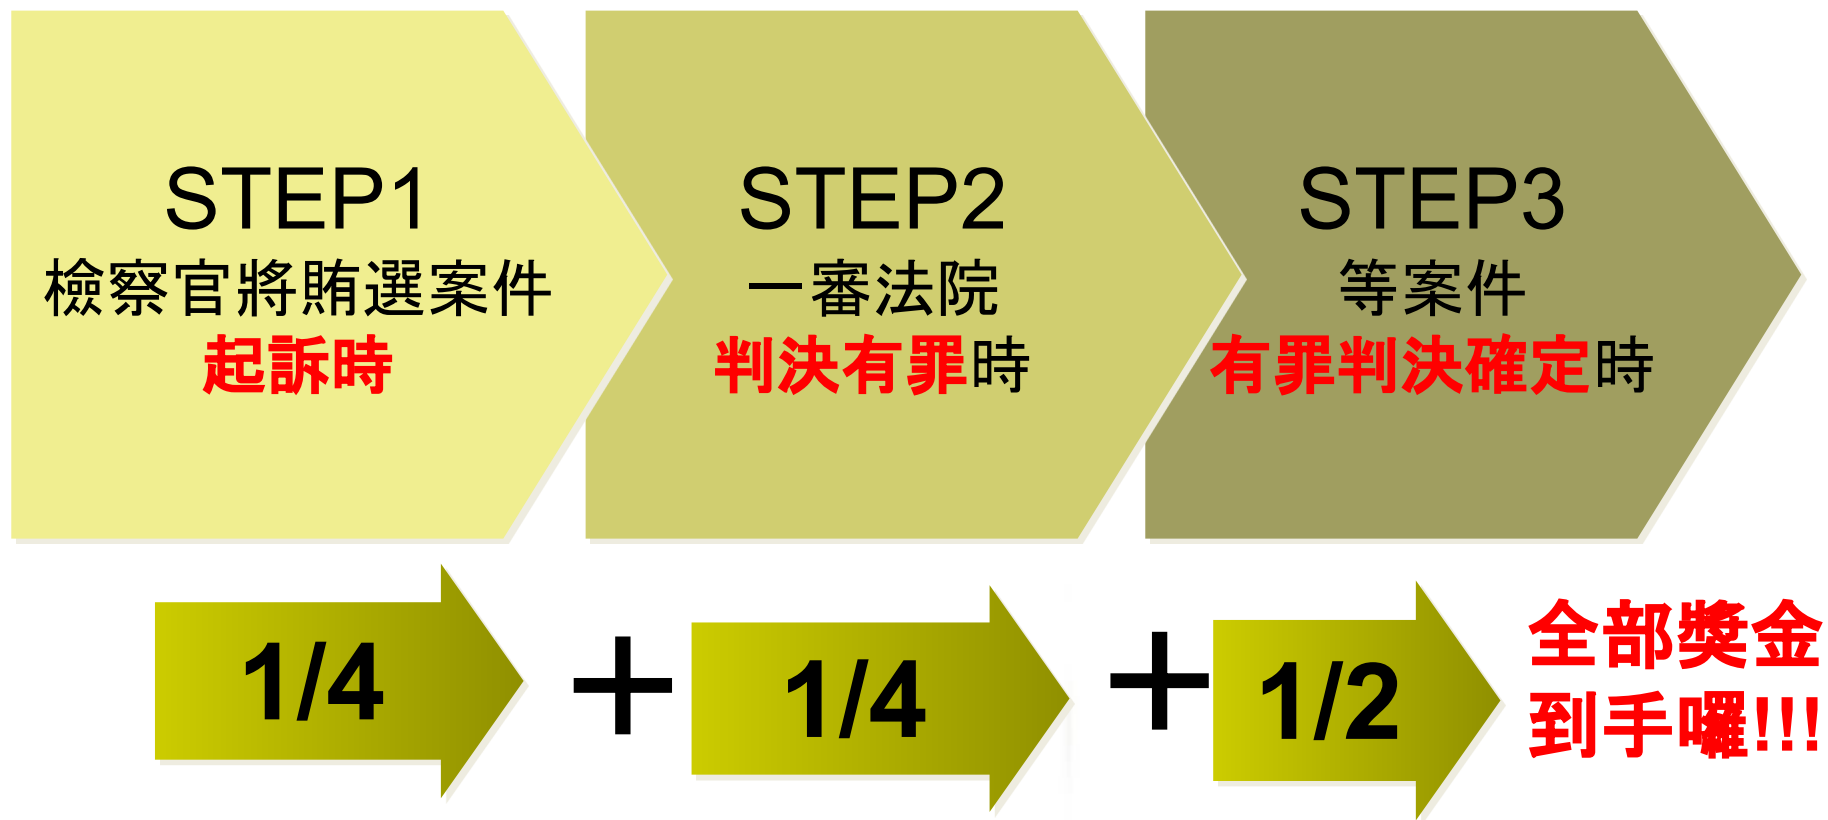 STEP1
檢察官將賄選案件
起訴時
STEP2
一審法院
判決有罪時
STEP3
等案件
有罪判決確定時
1/4
+
1/4
+
1/2
全部獎金
到手囉!!!